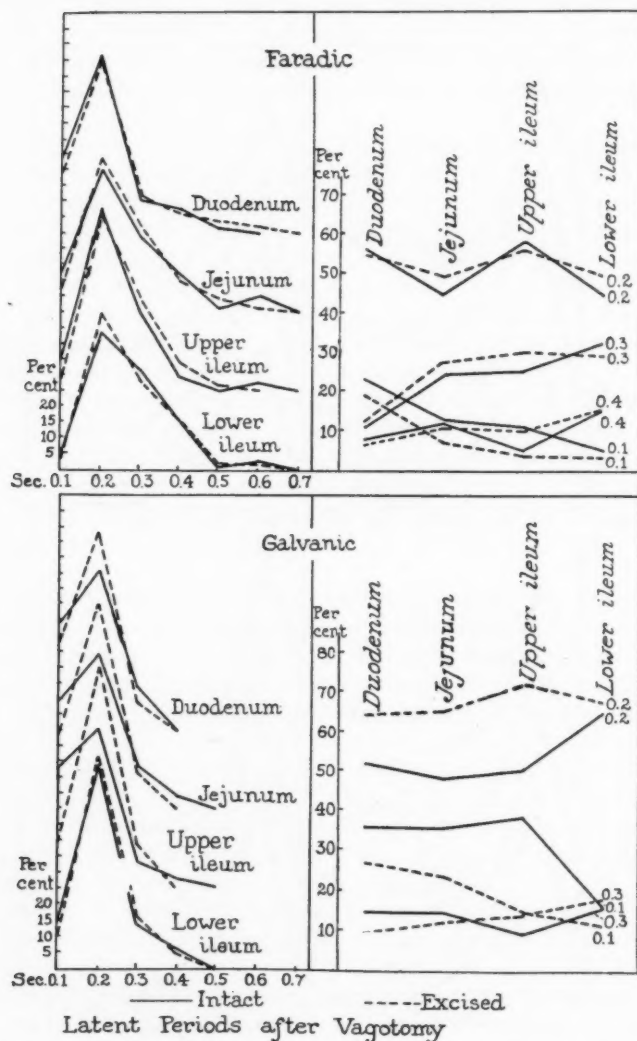 Faradic
Duodenum
Jejunum
Upper
ileum
Lower
ileum
Per
cent
20
15
10
5
Sec. 0.1 0.2 0.3 0.4 0.5 0.6 0.7
Per
cent
70
60
50
40
30
20
10
Duodenum
Jejunum
Upper ileum
Lower ileum
0.2
0.3
0.4
0.4
0.1
0.1
Galvanic
Duodenum
Jejunum
Upper
ileum
Lower
ileum
Per
cent
20
15
10
5
Sec. 0.1 0.2 0.3 0.4 0.5 0.6 0.7
Per
cent
80
70
60
50
40
30
20
10
Duodenum
Jejunum
Upper ileum
Lower ileum
0.2
0.2
0.3
0.1
0.3
0.1
Intact
Excised
Latent Periods after Vagotomy